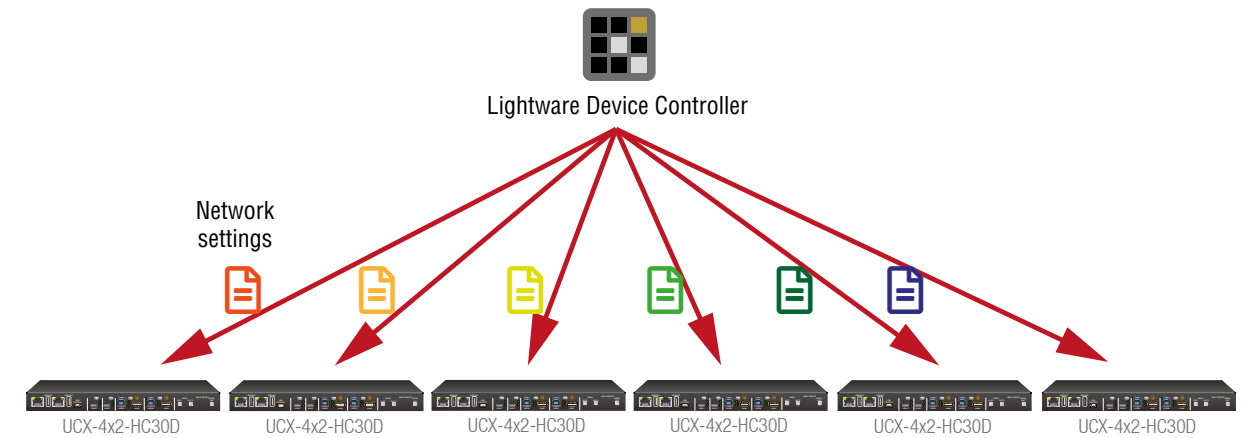 Lightware Device Controller
Network
settings
UCX-4x2-HC30D
UCX-4x2-HC30D
UCX-4x2-HC30D
UCX-4x2-HC30D
UCX-4x2-HC30D
UCX-4x2-HC30D